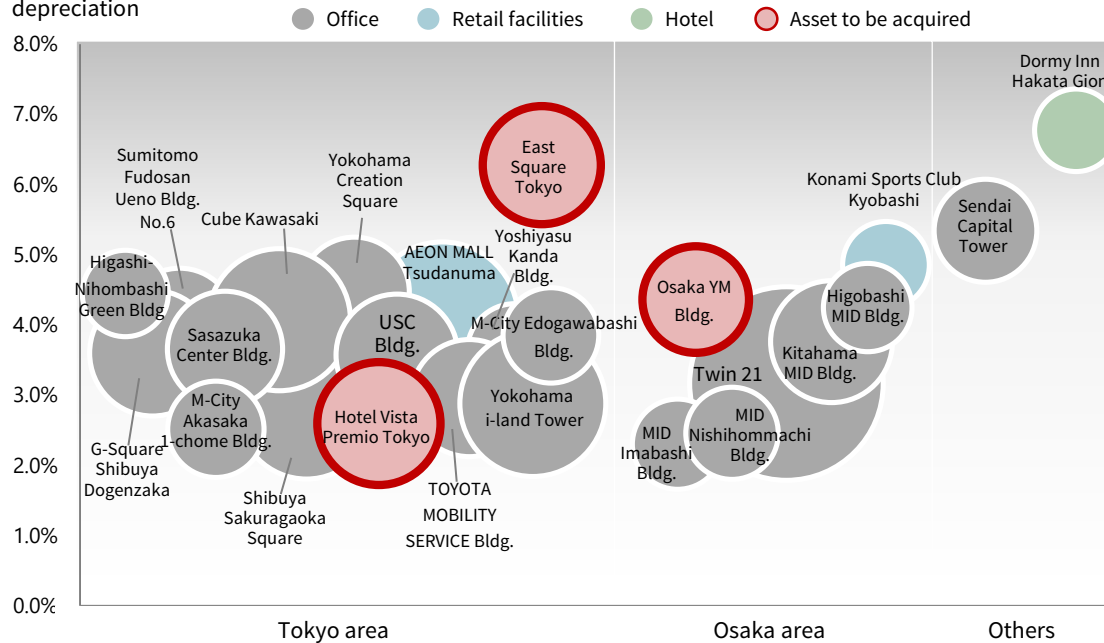 depreciation
Office
Retail facilities
Hotel
Asset to be acquired
8.0%
7.0%
6.0%
5.0%
4.0%
3.0%
2.0%
1.0%
0.0%
Sumitomo
Fudosan
Ueno Bldg.
No.6
Cube Kawasaki
Yokohama
Creation
Square
East
Square
Tokyo
Higashi-
Nihombashi
Green Bldg
AEON MALL
Tsudanuma
Yoshiyasu
Kanda
Bldg.
Sasazuka
Center Bldg.
USC
Bldg.
M-City Edogawabashi
Bldg.
M-City
Akasaka
1-chome Bldg.
Hotel Vista
Premio Tokyo
Yokohama
i-land Tower
G-Square
Shibuya
Dogenzaka
Shibuya
Sakuragaoka
Square
TOYOTA
MOBILITY
SERVICE Bldg.
Osaka YM
Bldg.
Konami Sports Club
Kyobashi
Higobashi
MID Bldg.
Kitahama
MID Bldg.
Twin 21
MID
Imabashi
Bldg.
MID
Nishihommachi
Bldg.
Dormy Inn
Hakata Gion
Sendai
Capital
Tower
Tokyo area
Osaka area
Others